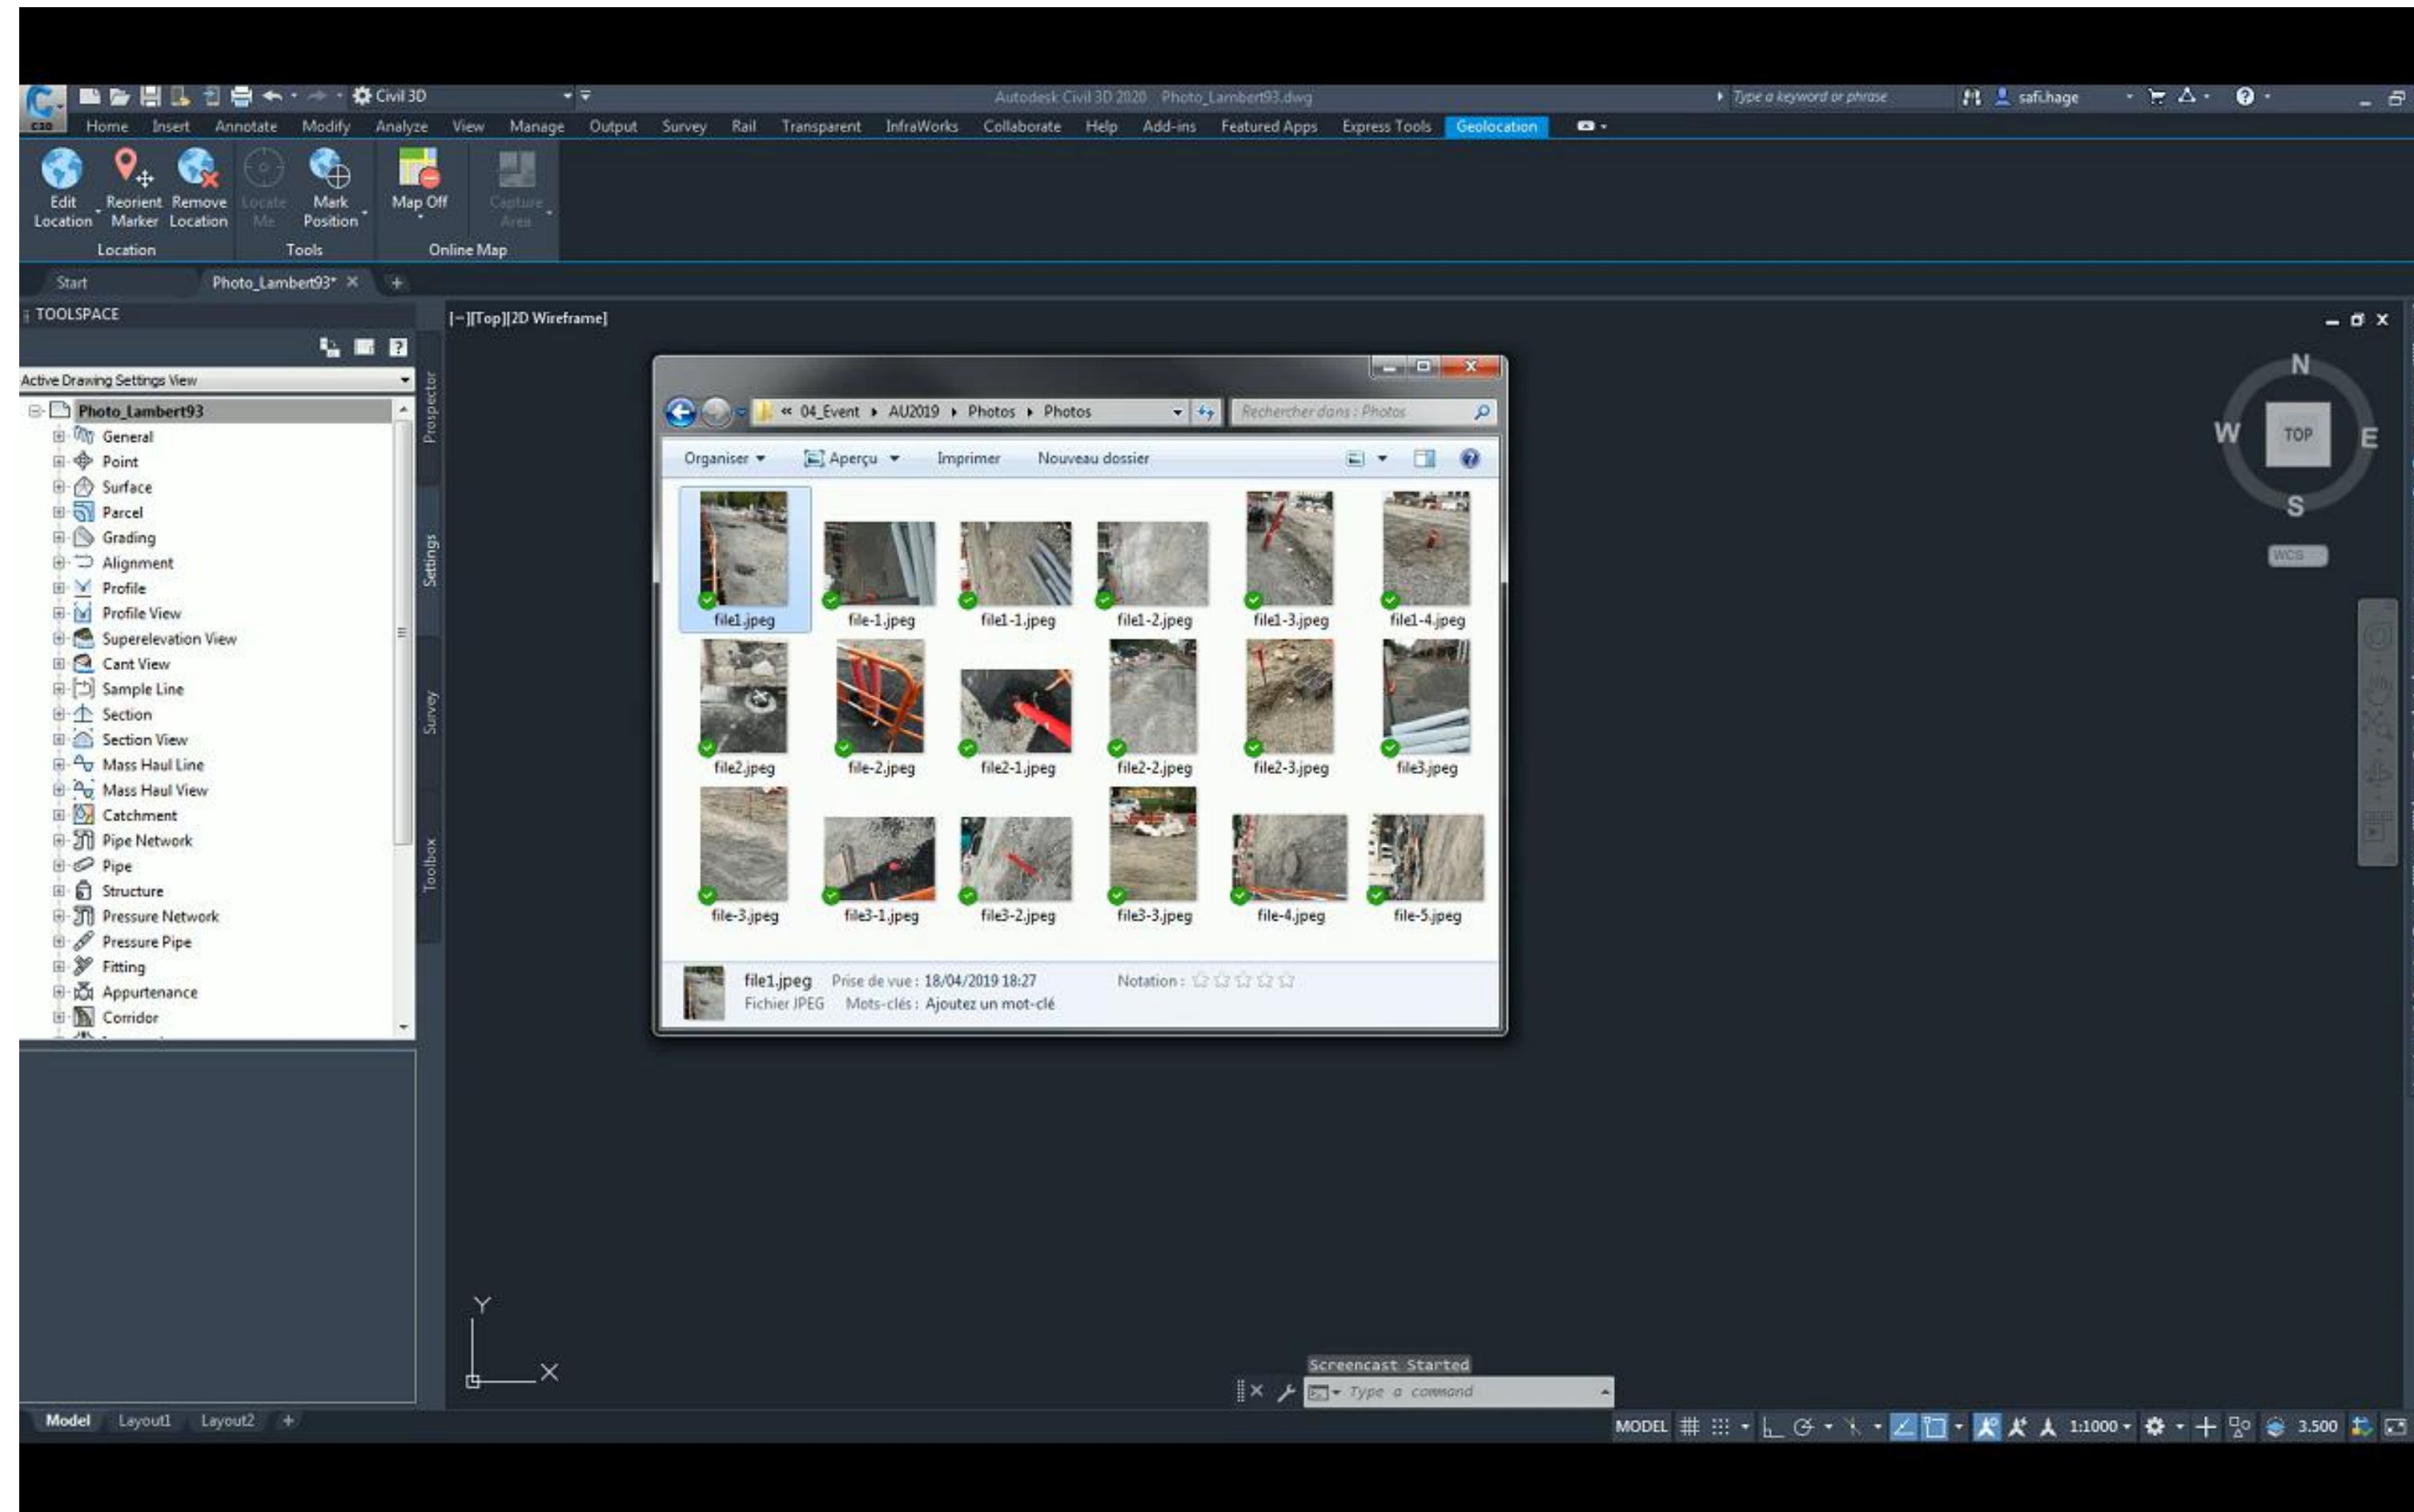 Civil 3D
Autodesk Civil 3D 2020 Photo_Lambert93.dwg
Type a keyword or phrase
safi.hage
C3D
Home Insert Annotate Modify Analyze View Manage Output Survey Rail Transparent InfraWorks Collaborate Help Add-ins Featured Apps Express Tools Geolocation
Edit Location
Reorient Marker
Remove Location
Locate Me
Mark Position
Map Off
Capture Area
Location Tools Online Map
Start Photo_Lambert93*
TOOLSPACE
[−][Top][2D Wireframe]
Active Drawing Settings View
Photo_Lambert93
General
Point
Surface
Parcel
Grading
Alignment
Profile
Profile View
Superelevation View
Cant View
Sample Line
Section
Section View
Mass Haul Line
Mass Haul View
Catchment
Pipe Network
Pipe
Structure
Pressure Network
Pressure Pipe
Fitting
Appurtenance
Corridor
Prospector
Settings
Survey
Toolbox
« 04_Event AU2019 Photos Photos
Rechercher dans : Photos
Organiser Aperçu Imprimer Nouveau dossier
file1.jpeg file-1.jpeg file1-1.jpeg file1-2.jpeg file1-3.jpeg file1-4.jpeg
file2.jpeg file-2.jpeg file2-1.jpeg file2-2.jpeg file2-3.jpeg file3.jpeg
file-3.jpeg file3-1.jpeg file3-2.jpeg file3-3.jpeg file-4.jpeg file-5.jpeg
file1.jpeg Prise de vue : 18/04/2019 18:27 Notation :
Fichier JPEG Mots-clés : Ajoutez un mot-clé
N
W TOP E
S
WCS
Y
X
Screencast Started
Type a command
Model Layout1 Layout2 +
MODEL 1:1000 3.500